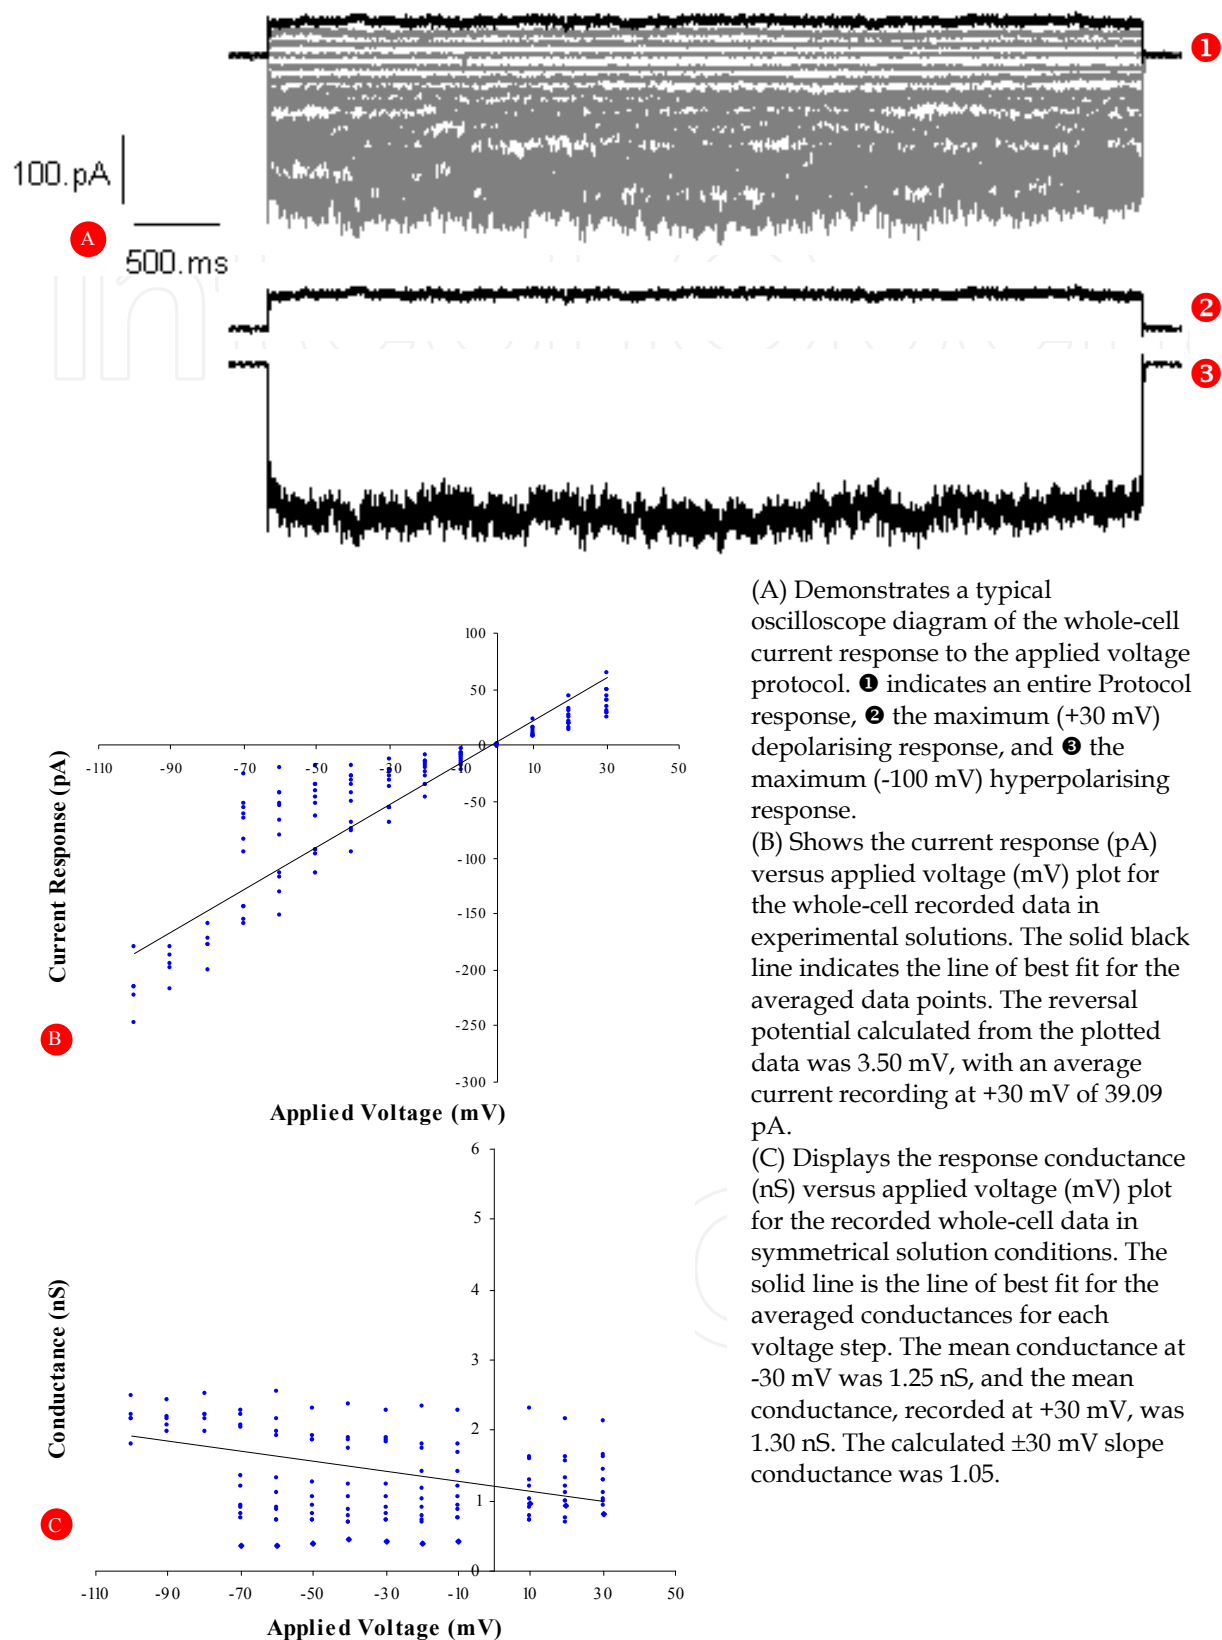 ❶
100.pA
A
500.ms
❷
❸
(A) Demonstrates a typical
oscilloscope diagram of the whole-cell
current response to the applied voltage
protocol. ❶ indicates an entire Protocol
response, ❷ the maximum (+30 mV)
depolarising response, and ❸ the
maximum (-100 mV) hyperpolarising
response.
(B) Shows the current response (pA)
versus applied voltage (mV) plot for
the whole-cell recorded data in
experimental solutions. The solid black
line indicates the line of best fit for the
averaged data points. The reversal
potential calculated from the plotted
data was 3.50 mV, with an average
current recording at +30 mV of 39.09
pA.
(C) Displays the response conductance
(nS) versus applied voltage (mV) plot
for the recorded whole-cell data in
symmetrical solution conditions. The
solid line is the line of best fit for the
averaged conductances for each
voltage step. The mean conductance at
-30 mV was 1.25 nS, and the mean
conductance, recorded at +30 mV, was
1.30 nS. The calculated ±30 mV slope
conductance was 1.05.
100
50
0
-110 -90 -70 -50 -30 -10 10 30 50
-50
-100
-150
-200
-250
-300
Current Response (pA)
B
Applied Voltage (mV)
6
5
4
3
2
1
0
Conductance (nS)
C
-110 -90 -70 -50 -30 -10 10 30 50
Applied Voltage (mV)